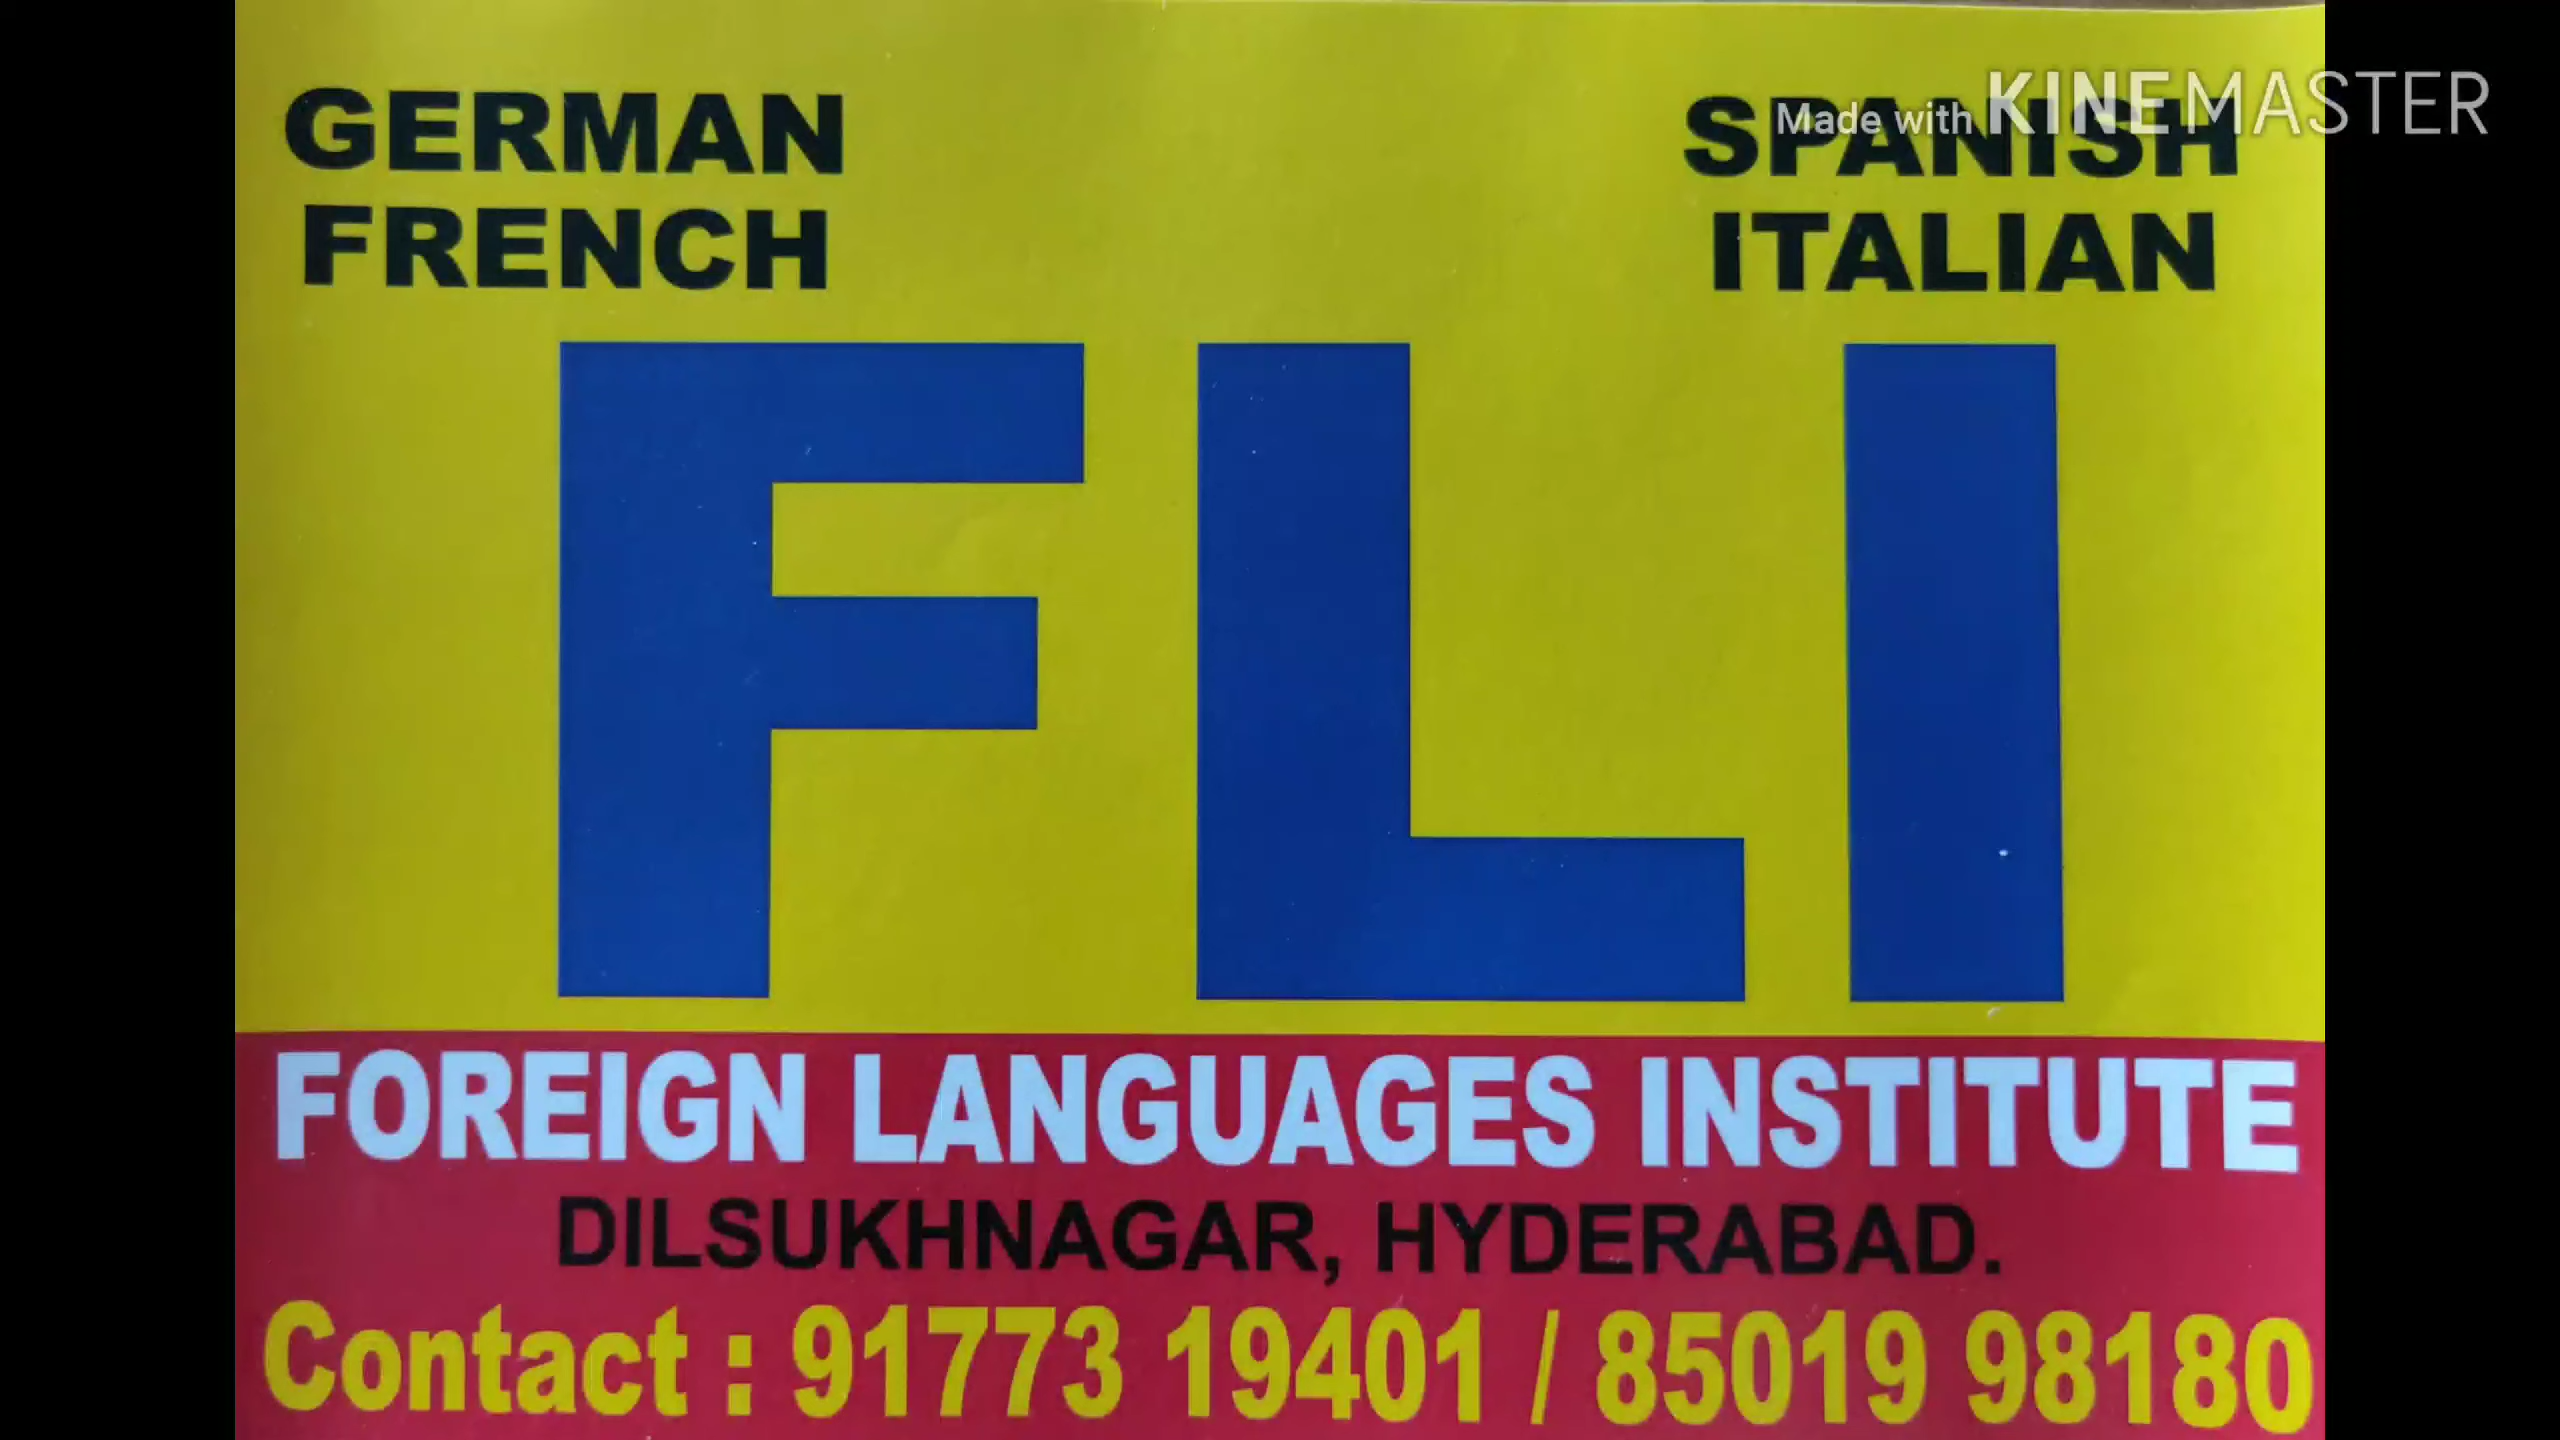 GERMAN
FRENCH
SPANISH
ITALIAN
Made with KINEMASTER
FLI
FOREIGN LANGUAGES INSTITUTE
DILSUKHNAGAR, HYDERABAD.
Contact : 91773 19401 / 85019 98180